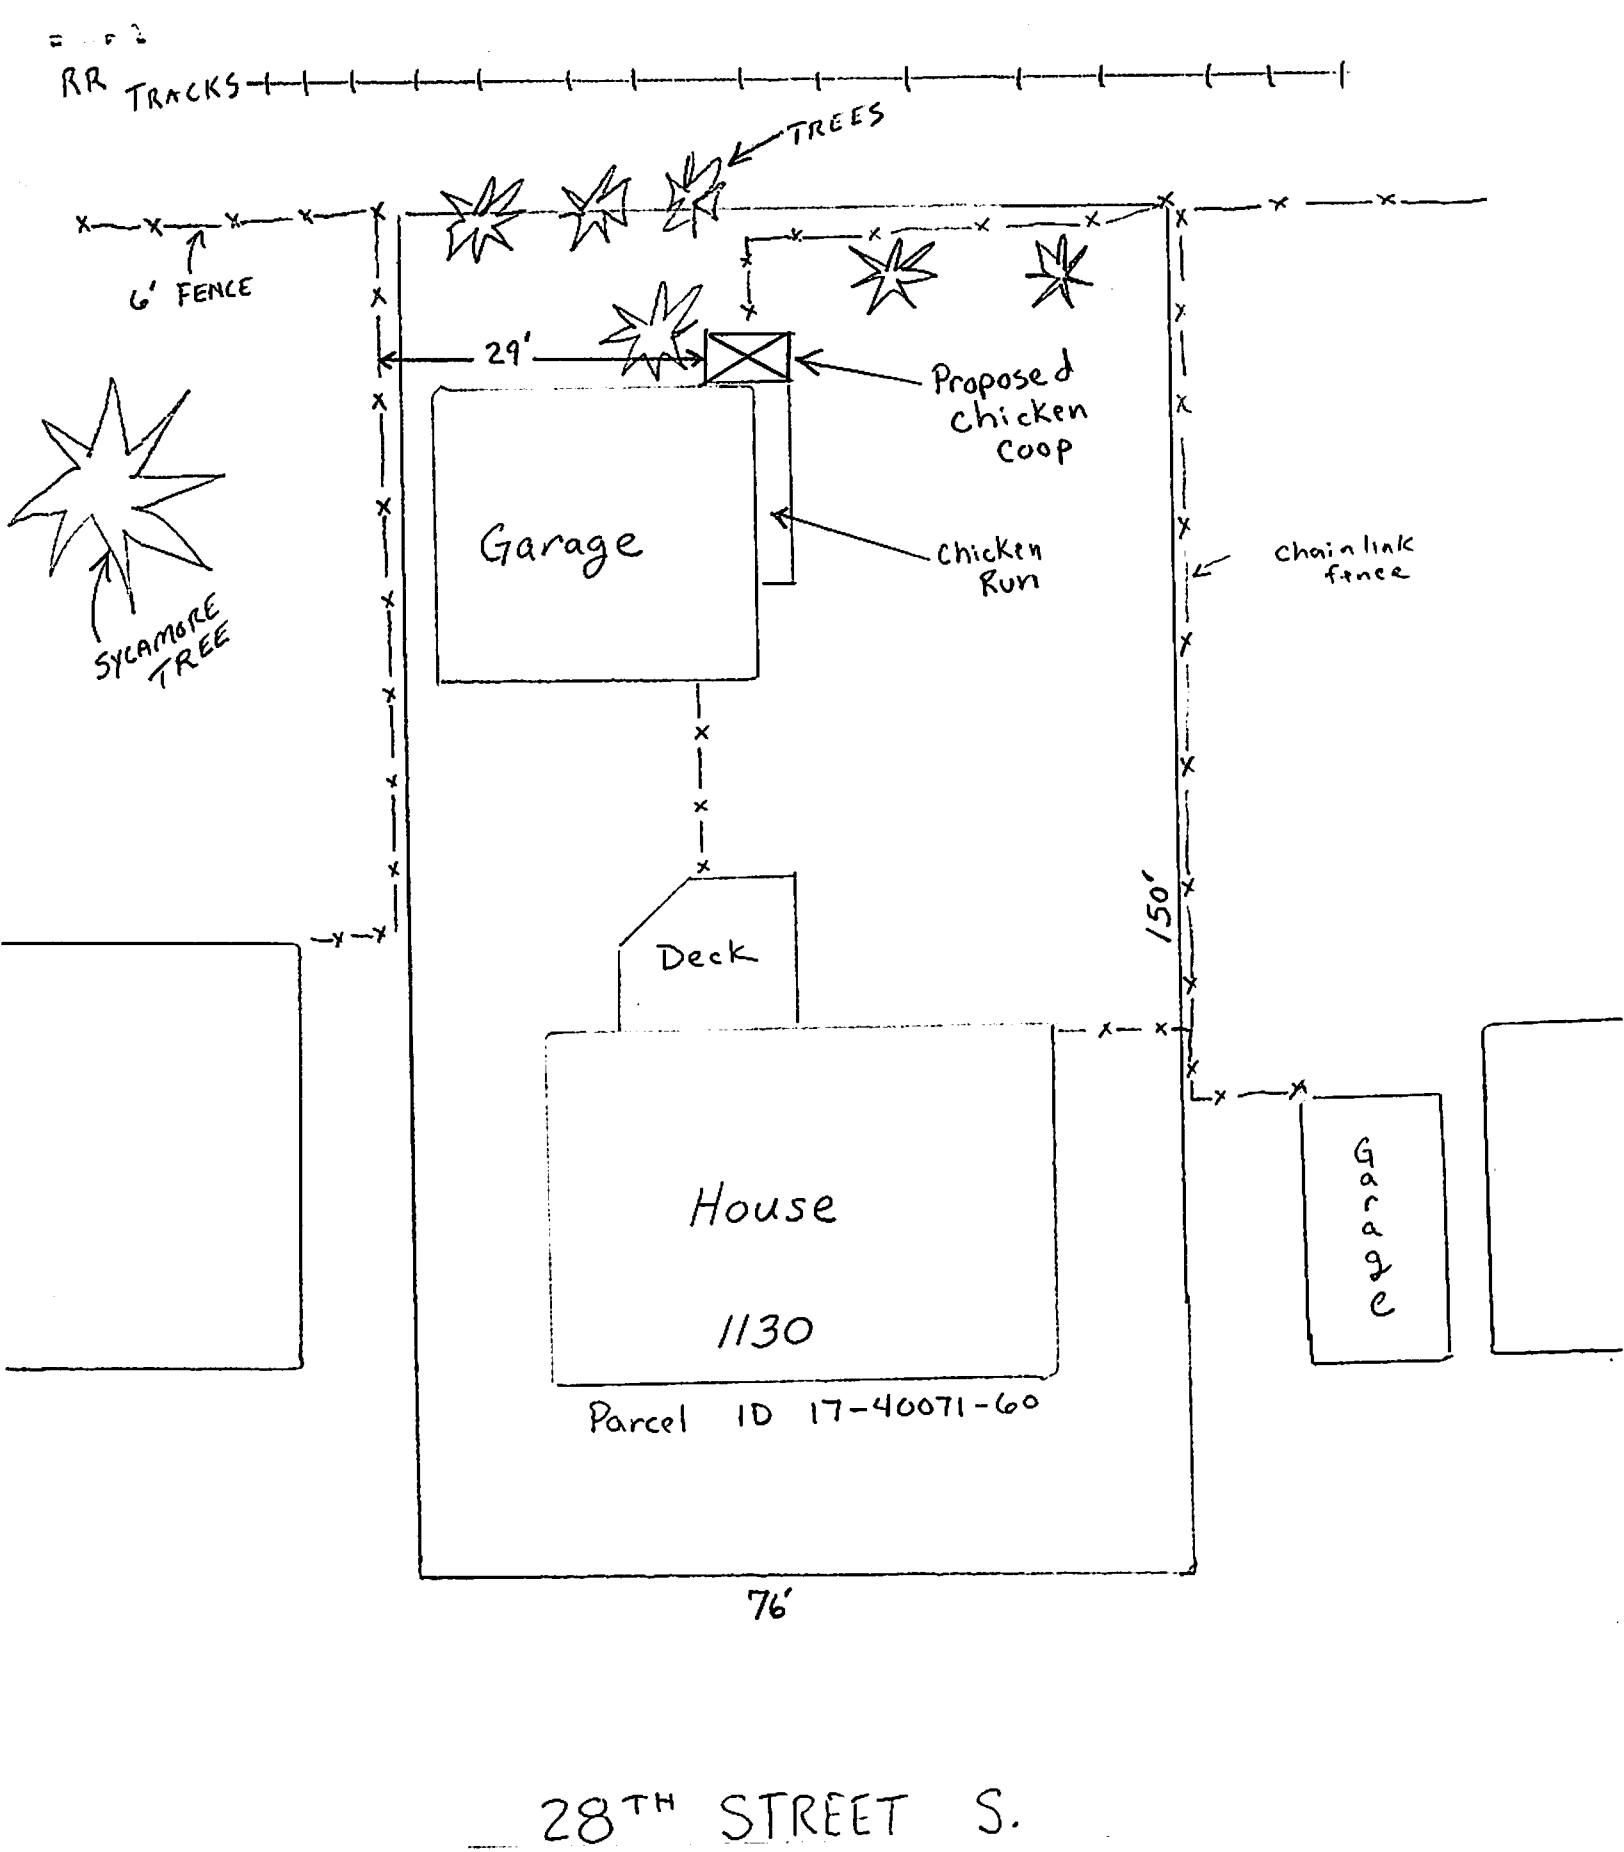 RR TRACKS
TREES
6' FENCE
29'
Proposed
Chicken
Coop
Garage
Chicken
Run
Chain link
fence
SYCAMORE
TREE
150'
Deck
House
1130
Garage
Parcel ID 17-40071-60
76'
28TH STREET S.